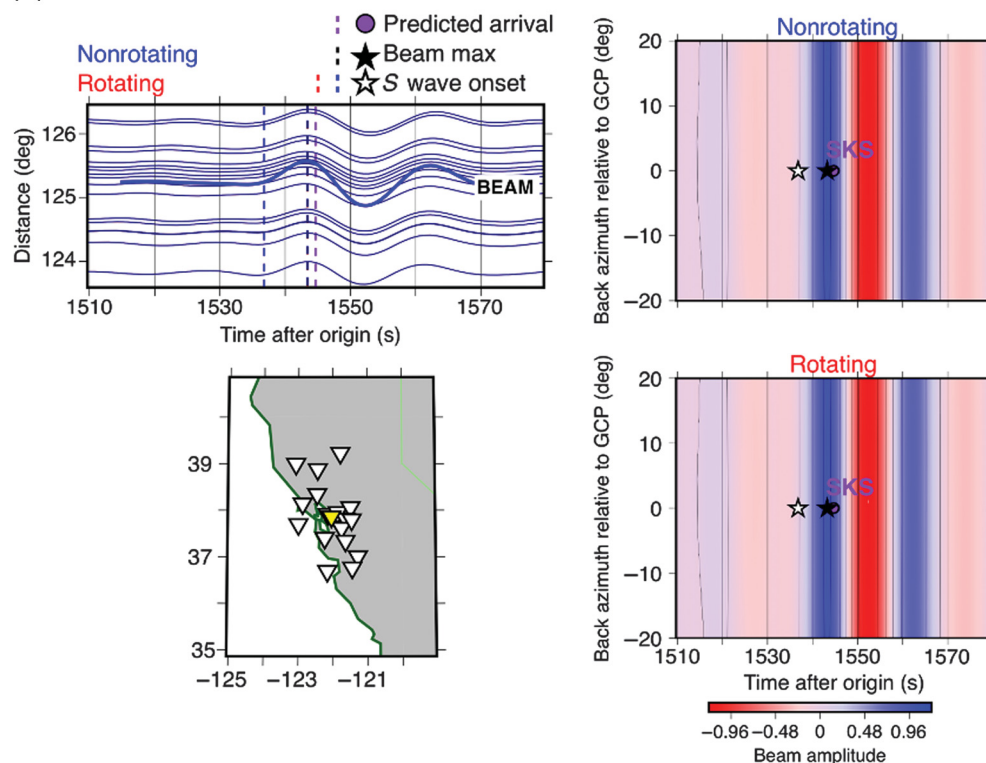 Predicted arrival
Nonrotating
Beam max
Rotating
S wave onset
Distance (deg)
126
125
124
BEAM
1510
1530
1550
1570
Time after origin (s)
39
37
35
−125
−123
−121
Nonrotating
Back azimuth relative to GCP (deg)
20
10
0
−10
−20
SKS
Rotating
Back azimuth relative to GCP (deg)
20
10
0
−10
−20
SKS
1510
1530
1550
1570
Time after origin (s)
−0.96
−0.48
0
0.48
0.96
Beam amplitude